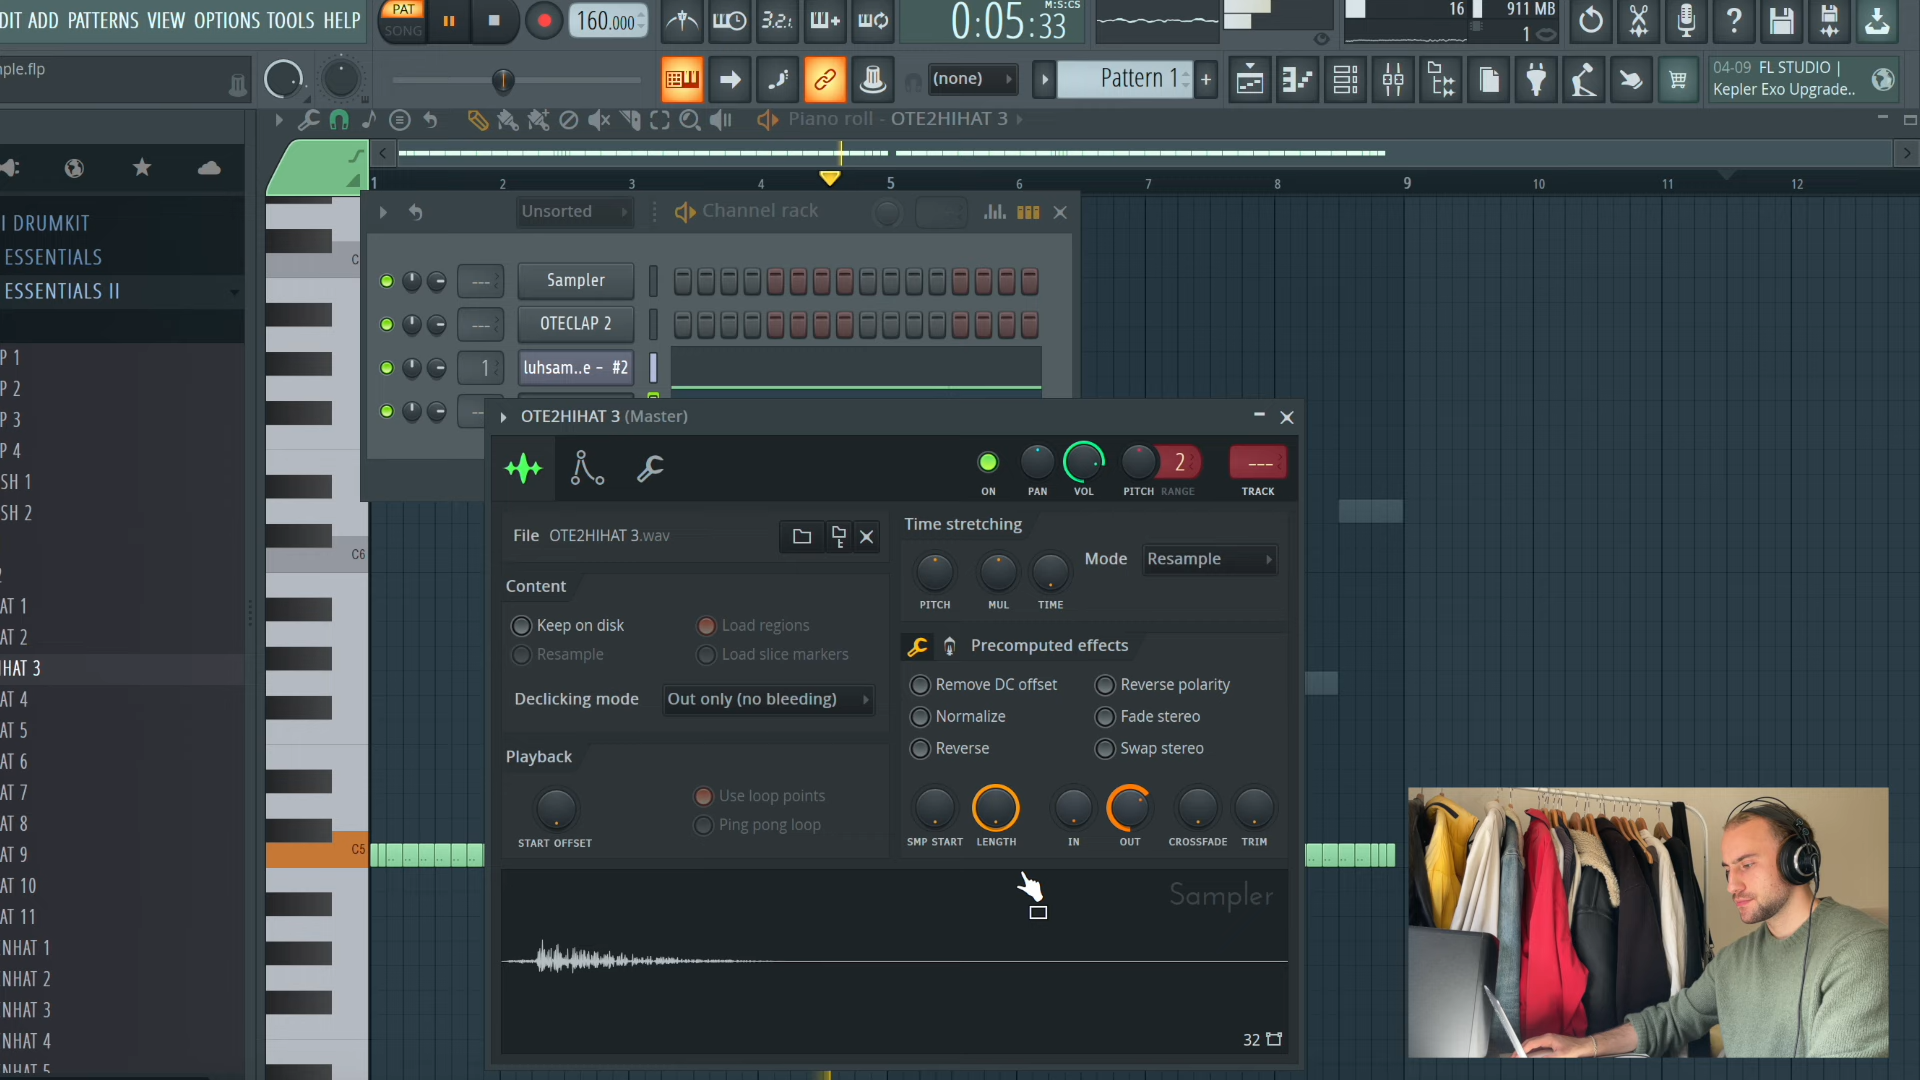 DIT ADD PATTERNS VIEW OPTIONS TOOLS HELP
PAT
SONG
160.000
3.2.1
0:05:33
M:S:CS
16
911 MB
1
?
mple.flp
(none)
Pattern 1
+
04-09 FL STUDIO |
Kepler Exo Upgrade..
Piano roll - OTE2HIHAT 3
1 2 3 4 5 6 7 8 9 10 11 12
I DRUMKIT
ESSENTIALS
ESSENTIALS II
P 1
P 2
P 3
P 4
SH 1
SH 2
2
AT 1
AT 2
HAT 3
AT 4
AT 5
AT 6
AT 7
AT 8
AT 9
AT 10
AT 11
NHAT 1
NHAT 2
NHAT 3
NHAT 4
NHAT 5
C
C6
C5
Unsorted
Channel rack
--- Sampler
--- OTECLAP 2
1 luhsam..e - #2
OTE2HIHAT 3 (Master)
2
---
ON PAN VOL PITCH RANGE TRACK
File OTE2HIHAT 3.wav
Content
Keep on disk
Load regions
Resample
Load slice markers
Declicking mode Out only (no bleeding)
Playback
Use loop points
Ping pong loop
START OFFSET
Time stretching
Mode Resample
PITCH MUL TIME
Precomputed effects
Remove DC offset
Reverse polarity
Normalize
Fade stereo
Reverse
Swap stereo
SMP START LENGTH IN OUT CROSSFADE TRIM
Sampler
32